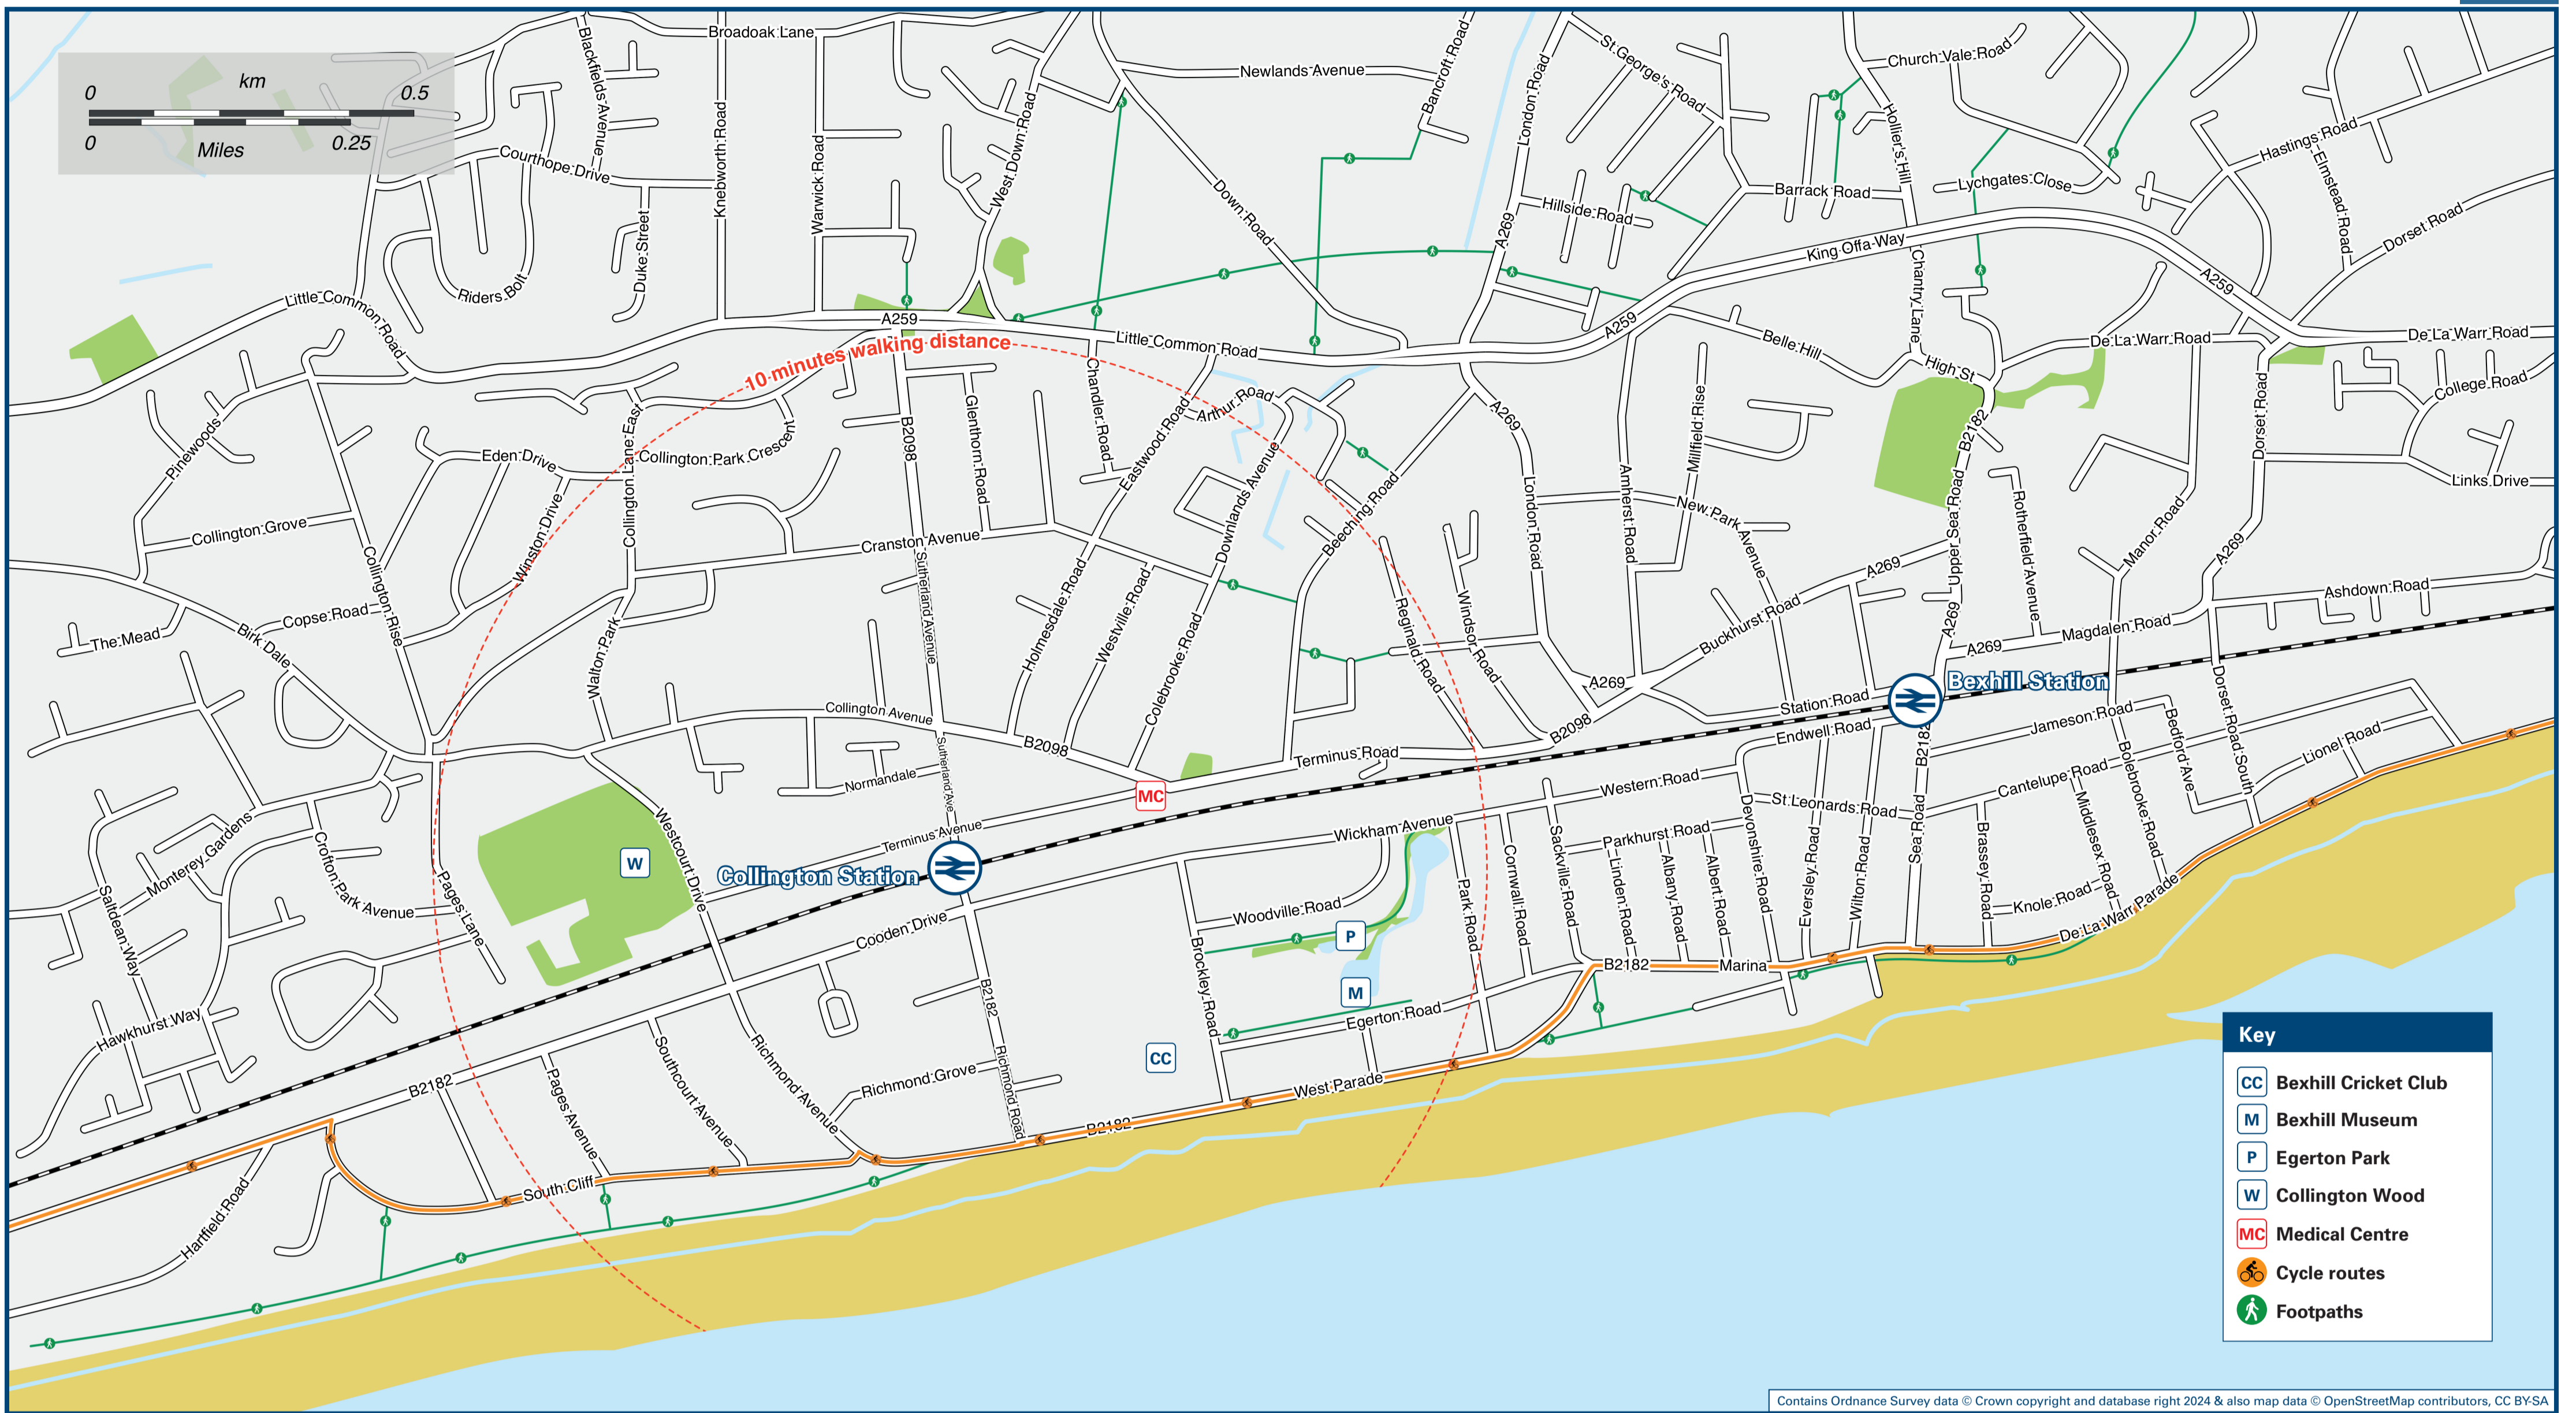 km
0
0.5
0
Miles
0.25
Broadoak Lane
Blackfields Avenue
Courthope Drive
Knebworth Road
Warwick Road
West Down Road
Newlands Avenue
Bancroft Road
Down Road
London Road
A269
St George's Road
Church Vale Road
Hollier's Hill
Hillside Road
Barrack Road
Lychgates Close
Hastings Road
Elmstead Road
Dorset Road
Riders Bolt
Duke Street
Little Common Road
King Offa Way
Chantry Lane
A259
A259
A259
10 minutes walking distance
Little Common Road
Belle Hill
High St
De La Warr Road
De La Warr Road
College Road
Links Drive
Dorset Road
Pinewoods
Eden Drive
Collington Lane East
Collington Park Crescent
B2098
Glenthorn Road
Chandler Road
Eastwood Road
Arthur Road
Downlands Avenue
Beeching Road
A269
London Road
Amherst Road
Millfield Rise
New Park
Avenue
B2182
Upper Sea Road
Rotherfield Avenue
Manor Road
A269
Collington Grove
Winston Drive
Collington Rise
Cranston Avenue
Sutherland Avenue
Holmesdale Road
Westville Road
Colebrooke Road
Reginald Road
Windsor Road
Buckhurst Road
A269
A269
A269
Magdalen Road
Ashdown Road
Copse Road
The Mead
Birk Dale
Walton Park
A269
Station Road
Bexhill Station
Collington Avenue
B2098
B2098
Terminus Road
Endwell Road
Jameson Road
Bedford Ave
Dorset Road South
Lionel Road
Normandale
Sutherland Ave
MC
Western Road
B2182
Cantelupe Road
Bolebrooke Road
Middlesex Road
St Leonards Road
Westcourt Drive
Terminus Avenue
Wickham Avenue
Parkhurst Road
Devonshire Road
Sea Road
Brassey Road
Monterey Gardens
Crofton Park Avenue
Pages Lane
W
Collington Station
Cooden Drive
Woodville Road
P
Park Road
Cornwall Road
Sackville Road
Linden Road
Albany Road
Albert Road
Eversley Road
Wilton Road
Knole Road
De La Warr Parade
Saltdean Way
Hawkhurst Way
B2182
Brockley Road
M
Egerton Road
B2182
Marina
CC
B2182
Pages Avenue
Southcourt Avenue
Richmond Avenue
Richmond Grove
Richmond Road
B2182
West Parade
South Cliff
Hartfield Road
Key
CC Bexhill Cricket Club
M Bexhill Museum
P Egerton Park
W Collington Wood
MC Medical Centre
Cycle routes
Footpaths
Contains Ordnance Survey data © Crown copyright and database right 2024 & also map data © OpenStreetMap contributors, CC BY-SA